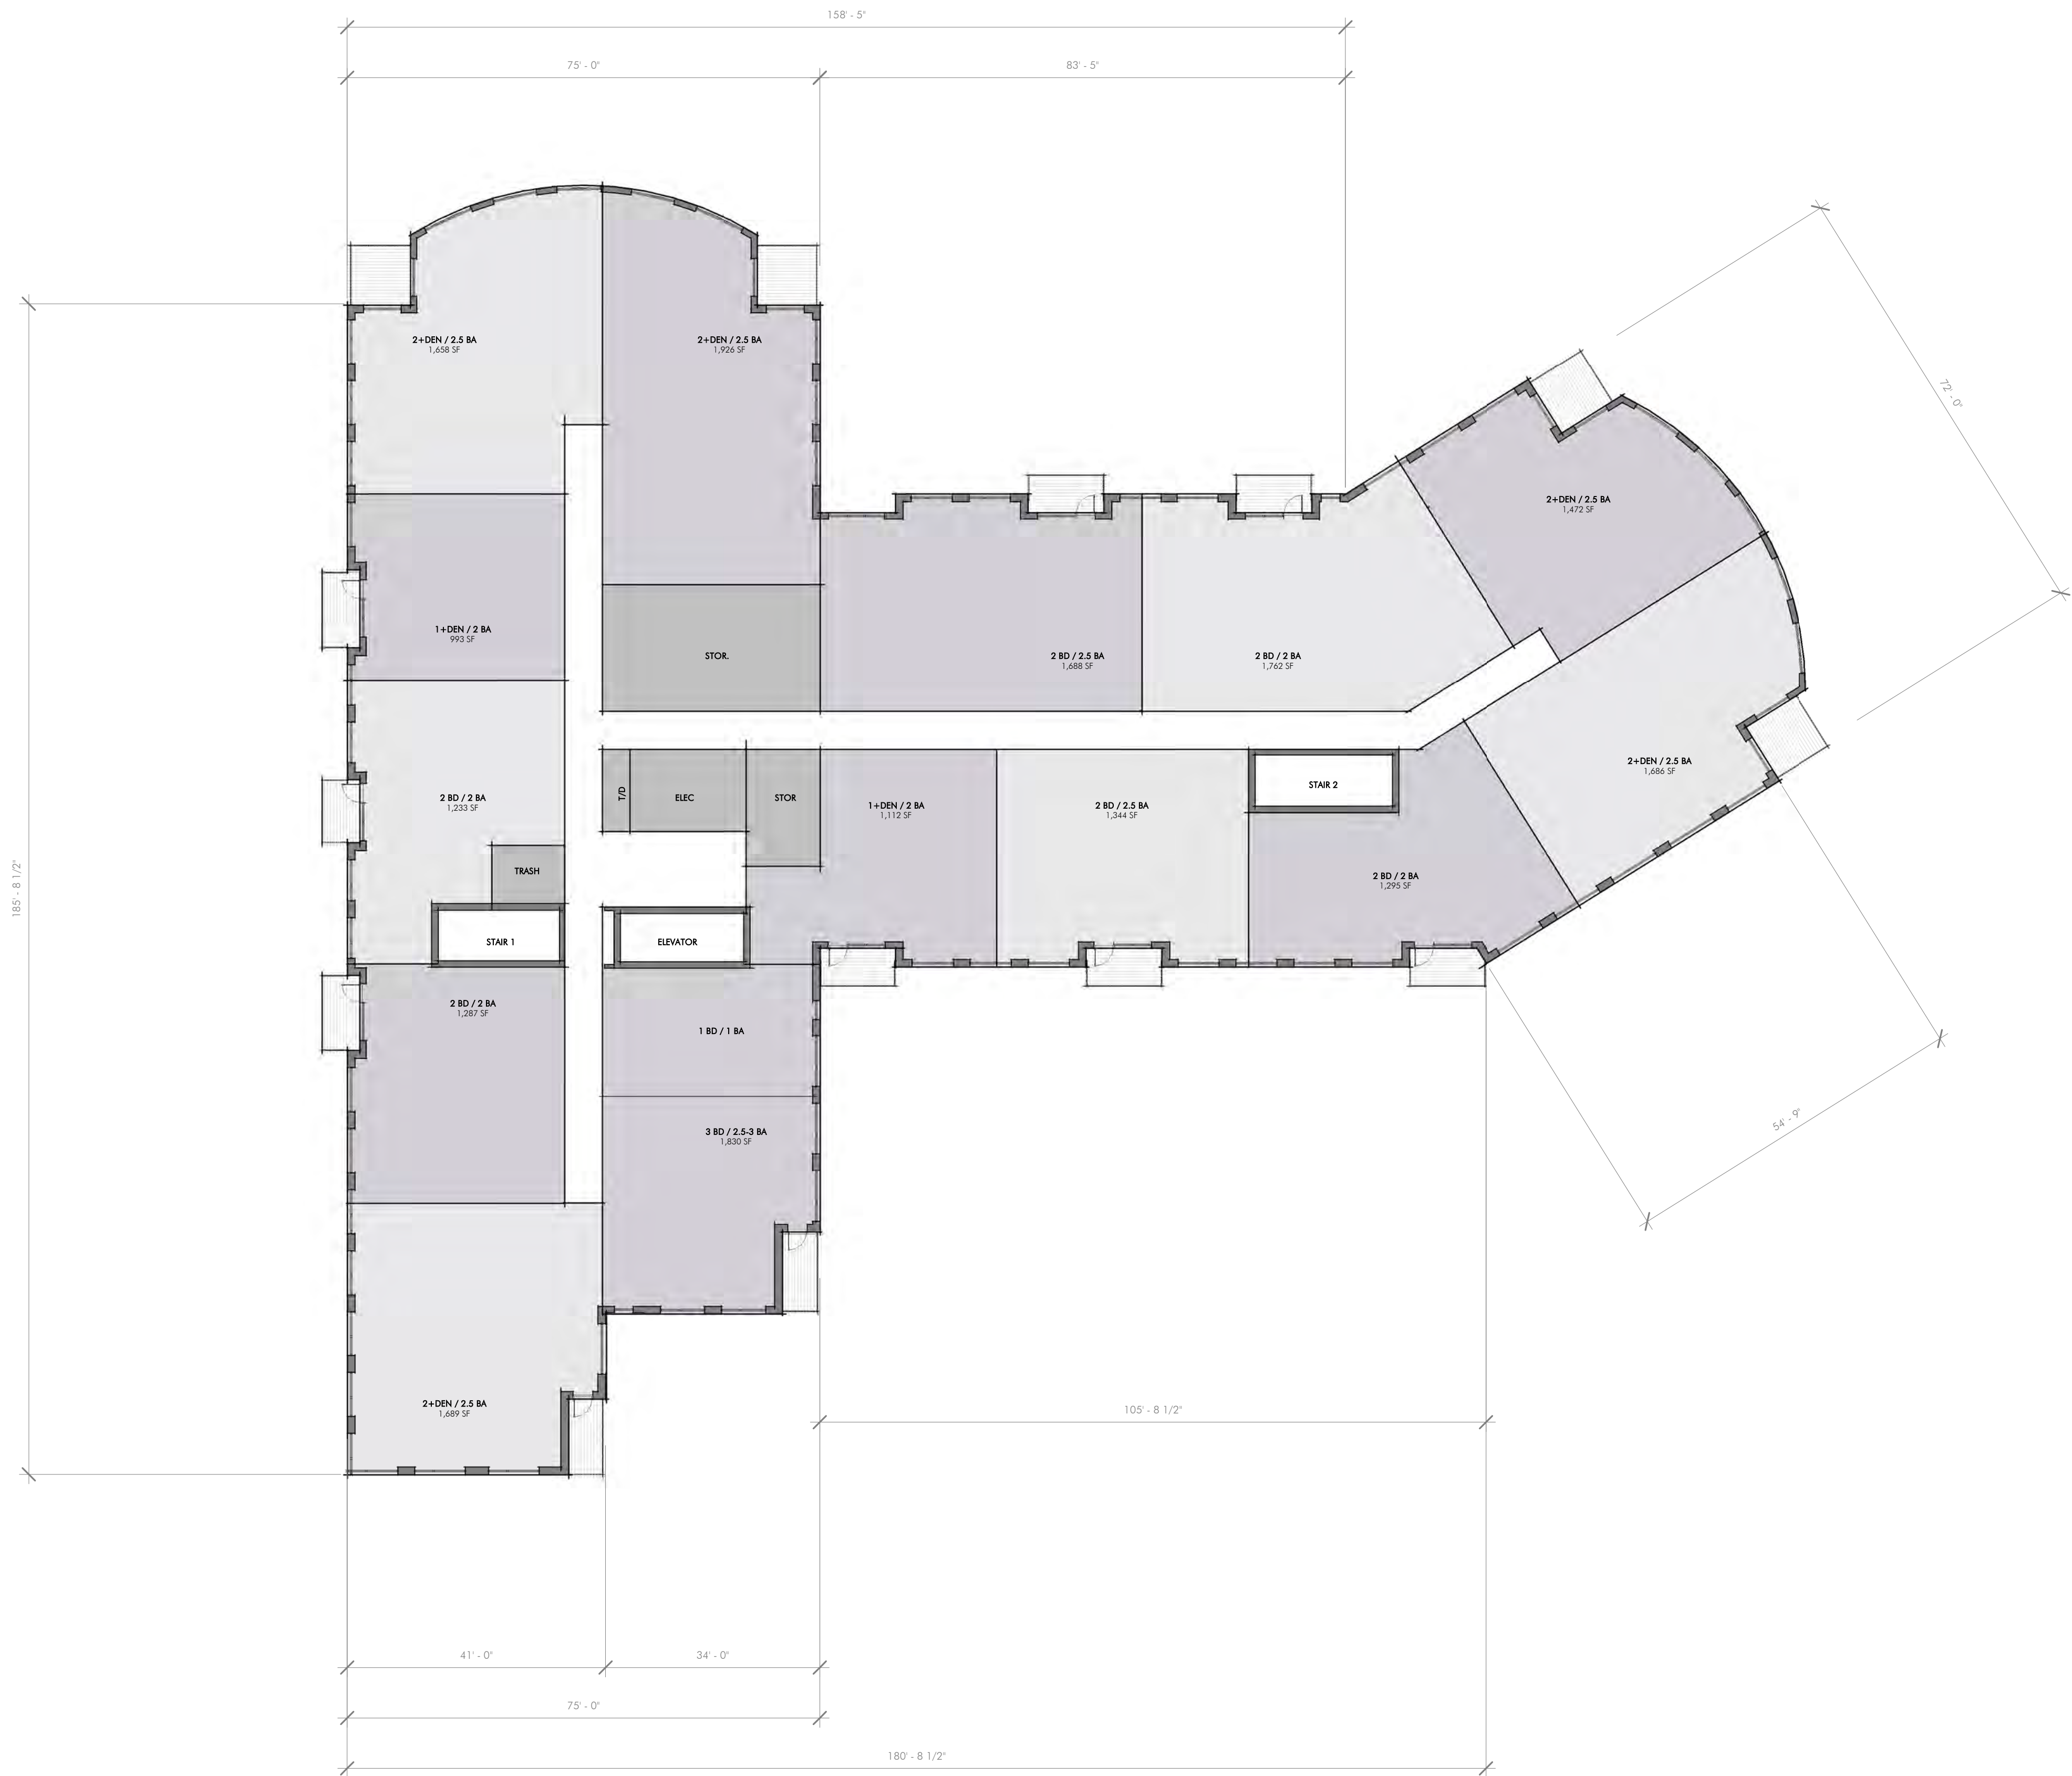 158' - 5"
75' - 0"
83' - 5"
2+DEN / 2.5 BA
1,658 SF
2+DEN / 2.5 BA
1,926 SF
72' - 0"
2+DEN / 2.5 BA
1,472 SF
1+DEN / 2 BA
993 SF
STOR.
2 BD / 2.5 BA
1,688 SF
2 BD / 2 BA
1,762 SF
2+DEN / 2.5 BA
1,686 SF
STAIR 2
2 BD / 2 BA
1,233 SF
T/D
ELEC
STOR
1+DEN / 2 BA
1,112 SF
2 BD / 2.5 BA
1,344 SF
185' - 8 1/2"
TRASH
2 BD / 2 BA
1,295 SF
STAIR 1
ELEVATOR
2 BD / 2 BA
1,287 SF
1 BD / 1 BA
3 BD / 2.5-3 BA
1,830 SF
54' - 9"
2+DEN / 2.5 BA
1,689 SF
105' - 8 1/2"
41' - 0"
34' - 0"
75' - 0"
180' - 8 1/2"